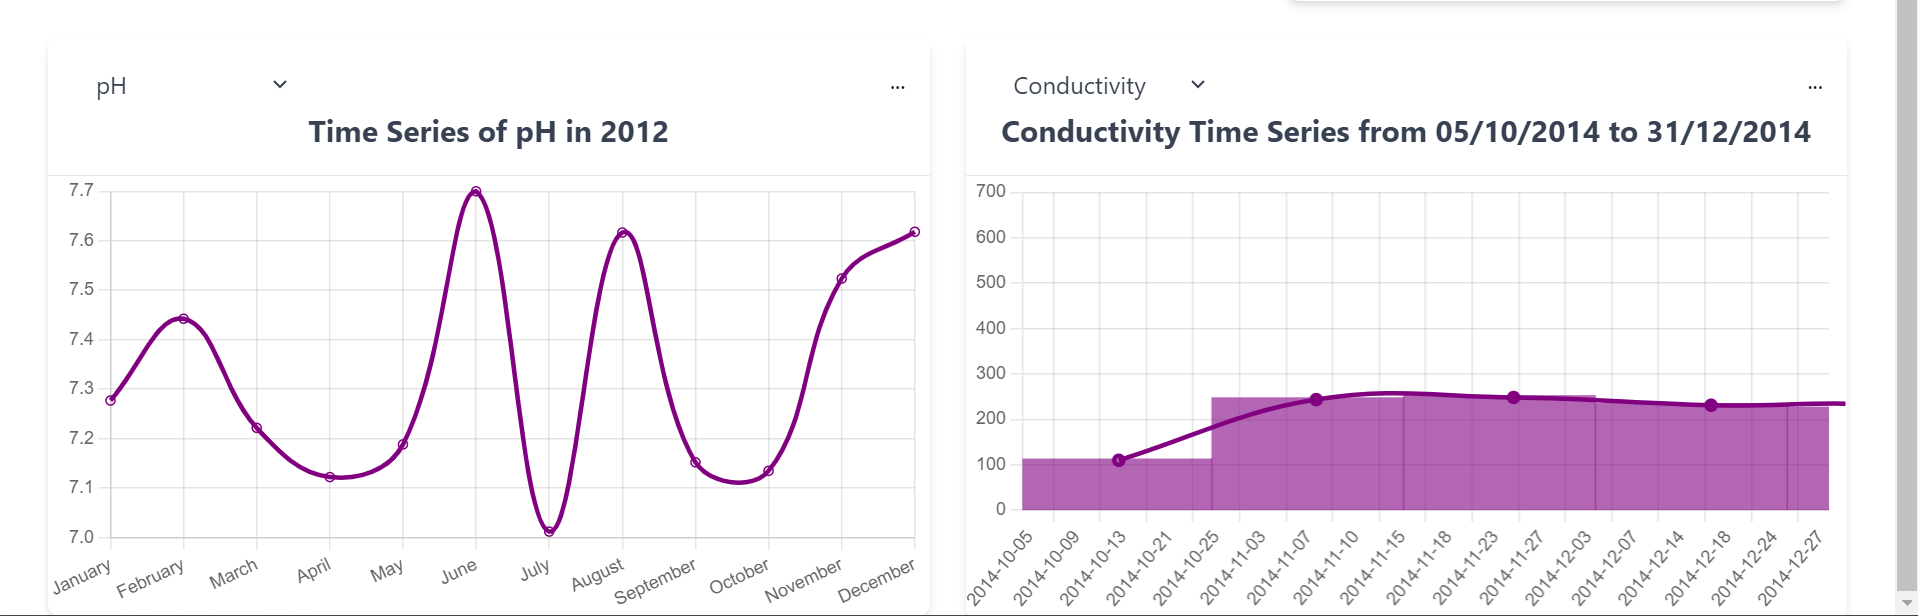 pH
...
Time Series of pH in 2012
7.7
7.6
7.5
7.4
7.3
7.2
7.1
7.0
January
February
March
April
May
June
July
August
September
October
November
December
Conductivity
...
Conductivity Time Series from 05/10/2014 to 31/12/2014
700
600
500
400
300
200
100
0
2014-10-05
2014-10-09
2014-10-13
2014-10-21
2014-10-25
2014-11-03
2014-11-07
2014-11-10
2014-11-15
2014-11-18
2014-11-23
2014-11-27
2014-12-03
2014-12-07
2014-12-14
2014-12-18
2014-12-24
2014-12-27